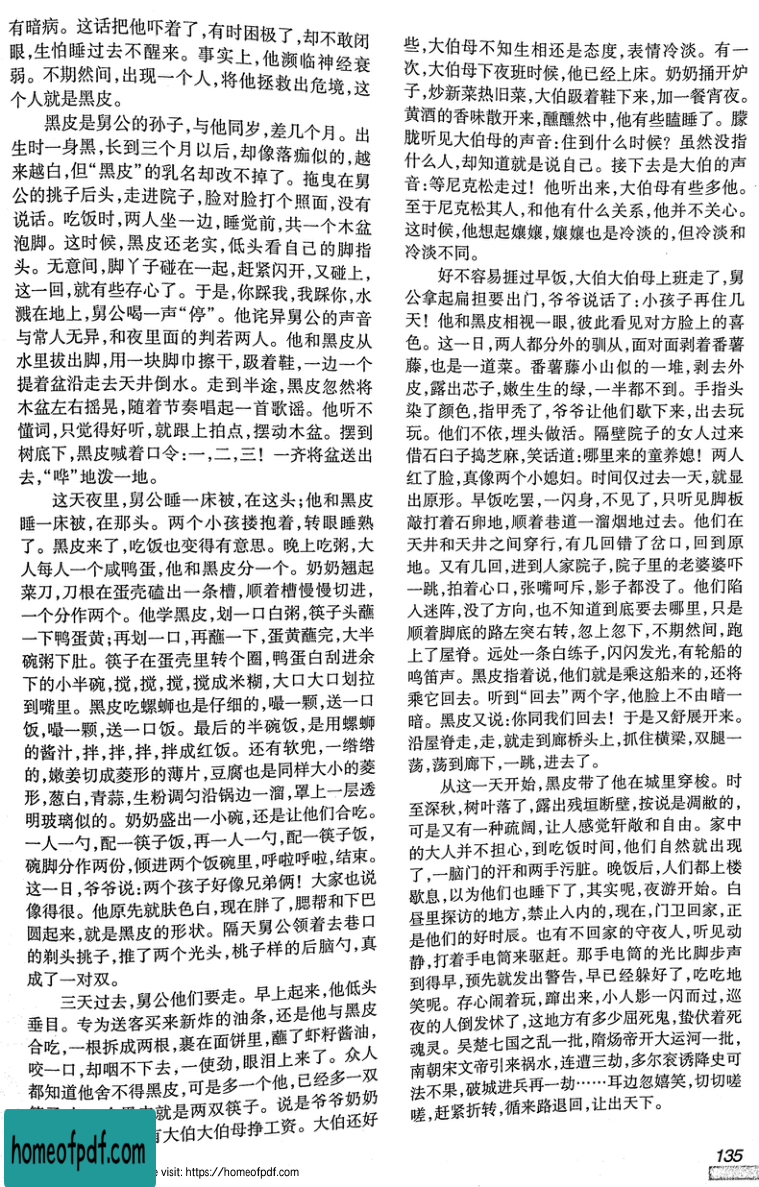 有暗病。这话把他吓着了,有时困极了,却不敢闭
眼,生怕睡过去不醒来。事实上,他濒临神经衰
弱。不期然间,出现一个人,将他拯救出危境,这
个人就是黑皮。
黑皮是舅公的孙子,与他同岁,差几个月。出
生时一身黑,长到三个月以后,却像落痂似的,越
来越白,但“黑皮”的乳名却改不掉了。拖曳在舅
公的挑子后头,走进院子,脸对脸打个照面,没有
说话。吃饭时,两人坐一边,睡觉前,共一个木盆
泡脚。这时候,黑皮还老实,低头看自己的脚指
头。无意间,脚丫子碰在一起,赶紧闪开,又碰上,
这一回,就有些存心了。于是,你踩我,我踩你,水
溅在地上,舅公喝一声“停”。他诧异舅公的声音
与常人无异,和夜里面的判若两人。他和黑皮从
水里拔出脚,用一块脚巾擦干,趿着鞋,一边一个
提着盆沿走去天井倒水。走到半途,黑皮忽然将
木盆左右摇晃,随着节奏唱起一首歌谣。他听不
懂词,只觉得好听,就跟上拍点,摆动木盆。摆到
树底下,黑皮喊着口令:一,二,三!一齐将盆送出
去,“哗”地泼一地。
这天夜里,舅公睡一床被,在这头;他和黑皮
睡一床被,在那头。两个小孩搂抱着,转眼睡熟
了。黑皮来了,吃饭也变得有意思。晚上吃粥,大
人每人一个咸鸭蛋,他和黑皮分一个。奶奶翘起
菜刀,刀根在蛋壳磕出一条槽,顺着槽慢慢切进,
一个分作两个。他学黑皮,划一口白粥,筷子头蘸
一下鸭蛋黄;再划一口,再蘸一下,蛋黄蘸完,大半
碗粥下肚。筷子在蛋壳里转个圈,鸭蛋白刮进余
下的小半碗,搅,搅,搅,搅成米糊,大口大口划拉
到嘴里。黑皮吃螺蛳也是仔细的,嘬一颗,送一口
饭,嘬一颗,送一口饭。最后的半碗饭,是用螺蛳
的酱汁,拌,拌,拌,拌成红饭。还有软兜,一绺绺
的,嫩姜切成菱形的薄片,豆腐也是同样大小的菱
形,葱白,青蒜,生粉调匀沿锅边一溜,罩上一层透
明玻璃似的。奶奶盛出一小碗,还是让他们合吃。
一人一勺,配一筷子饭,再一人一勺,配一筷子饭,
碗脚分作两份,倾进两个饭碗里,呼啦呼啦,结束。
这一日,爷爷说:两个孩子好像兄弟俩!大家也说
像得很。他原先就肤色白,现在胖了,腮帮和下巴
圆起来,就是黑皮的形状。隔天舅公领着去巷口
的剃头挑子,推了两个光头,桃子样的后脑勺,真
成了一对双。
三天过去,舅公他们要走。早上起来,他低头
垂目。专为送客买来新炸的油条,还是他与黑皮
合吃,一根拆成两根,裹在面饼里,蘸了虾籽酱油,
咬一口,却咽不下去,一使劲,眼泪上来了。众人
都知道他舍不得黑皮,可是多一个他,已经多一双
就是两双筷子。说是爷爷奶奶
有大伯大伯母挣工资。大伯还好
些,大伯母不知生相还是态度,表情冷淡。有一
次,大伯母下夜班时候,他已经上床。奶奶捅开炉
子,炒新菜热旧菜,大伯趿着鞋下来,加一餐宵夜。
黄酒的香味散开来,醺醺然中,他有些瞌睡了。朦
胧听见大伯母的声音:住到什么时候?虽然没指
什么人,却知道就是说自己。接下去是大伯的声
音:等尼克松走过!他听出来,大伯母有些多他。
至于尼克松其人,和他有什么关系,他并不关心。
这时候,他想起孃孃,孃孃也是冷淡的,但冷淡和
冷淡不同。
好不容易捱过早饭,大伯大伯母上班走了,舅
公拿起扁担要出门,爷爷说话了:小孩子再住几
天!他和黑皮相视一眼,彼此看见对方脸上的喜
色。这一日,两人都分外的驯从,面对面剥着番薯
藤,也是一道菜。番薯藤小山似的一堆,剥去外
皮,露出芯子,嫩生生的绿,一半都不到。手指头
染了颜色,指甲秃了,爷爷让他们歇下来,出去玩
玩。他们不依,埋头做活。隔壁院子的女人过来
借石臼子捣芝麻,笑话道:哪里来的童养媳!两人
红了脸,真像两个小媳妇。时间仅过去一天,就显
出原形。早饭吃罢,一闪身,不见了,只听见脚板
敲打着石卵地,顺着巷道一溜烟地过去。他们在
天井和天井之间穿行,有几回错了岔口,回到原
地。又有几回,进到人家院子,院子里的老婆婆吓
一跳,拍着心口,张嘴呵斥,影子都没了。他们陷
入迷阵,没了方向,也不知道到底要去哪里,只是
顺着脚底的路左突右转,忽上忽下,不期然间,跑
上了屋脊。远处一条白练子,闪闪发光,有轮船的
鸣笛声。黑皮指着说,他们就是乘这船来的,还将
乘它回去。听到“回去”两个字,他脸上不由暗一
暗。黑皮又说:你同我们回去!于是又舒展开来。
沿屋脊走,走,就走到廊桥头上,抓住横梁,双腿一
荡,荡到廊下,一跳,进去了。
从这一天开始,黑皮带了他在城里穿梭。时
至深秋,树叶落了,露出残垣断壁,按说是凋敝的,
可是又有一种疏阔,让人感觉轩敞和自由。家中
的大人并不担心,到吃饭时间,他们自然就出现
了,一脑门的汗和两手污脏。晚饭后,人们都上楼
歇息,以为他们也睡下了,其实呢,夜游开始。白
昼里探访的地方,禁止入内的,现在,门卫回家,正
是他们的好时辰。也有不回家的守夜人,听见动
静,打着手电筒来驱赶。那手电筒的光比脚步声
到得早,预先就发出警告,早已经躲好了,吃吃地
笑呢。存心闹着玩,蹿出来,小人影一闪而过,巡
夜的人倒发怵了,这地方有多少屈死鬼,蛰伏着死
魂灵。吴楚七国之乱一批,隋炀帝开大运河一批,
南朝宋文帝引来祸水,连遭三劫,多尔衮诱降史可
法不果,破城进兵再一劫……耳边忽嬉笑,切切嗟
嗟,赶紧折转,循来路退回,让出天下。
135
homeofpdf.com
e visit: https://homeofpdf.com